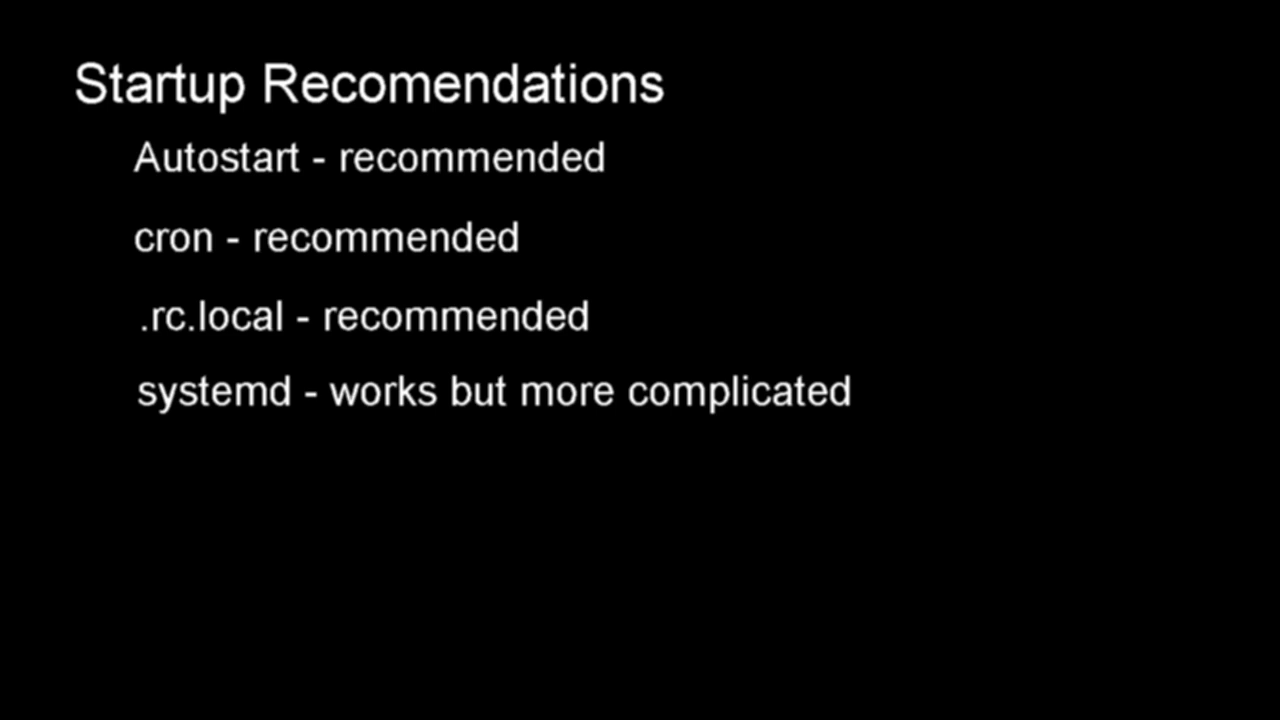 Startup Recomendations
Autostart - recommended
cron - recommended
.rc.local - recommended
systemd - works but more complicated